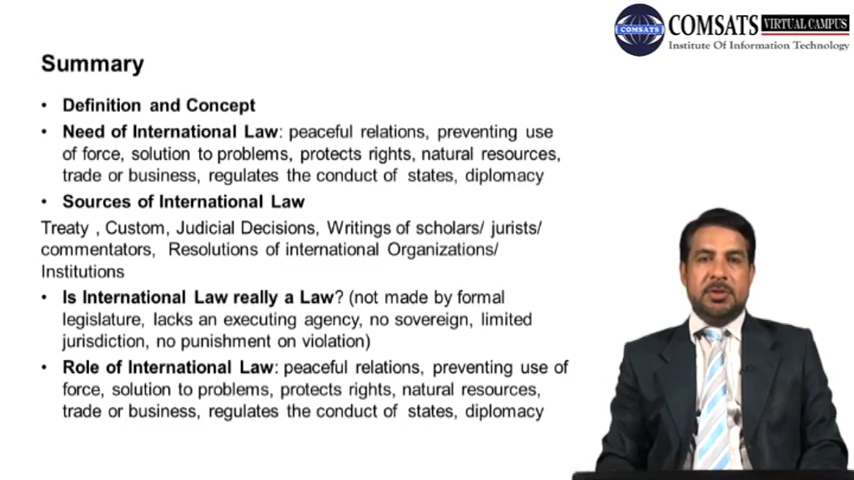 COMSATS
COMSATS VIRTUAL CAMPUS
Institute Of Information Technology
Summary
• Definition and Concept
• Need of International Law: peaceful relations, preventing use
of force, solution to problems, protects rights, natural resources,
trade or business, regulates the conduct of states, diplomacy
• Sources of International Law
Treaty , Custom, Judicial Decisions, Writings of scholars/ jurists/
commentators, Resolutions of international Organizations/
Institutions
• Is International Law really a Law? (not made by formal
legislature, lacks an executing agency, no sovereign, limited
jurisdiction, no punishment on violation)
• Role of International Law: peaceful relations, preventing use of
force, solution to problems, protects rights, natural resources,
trade or business, regulates the conduct of states, diplomacy